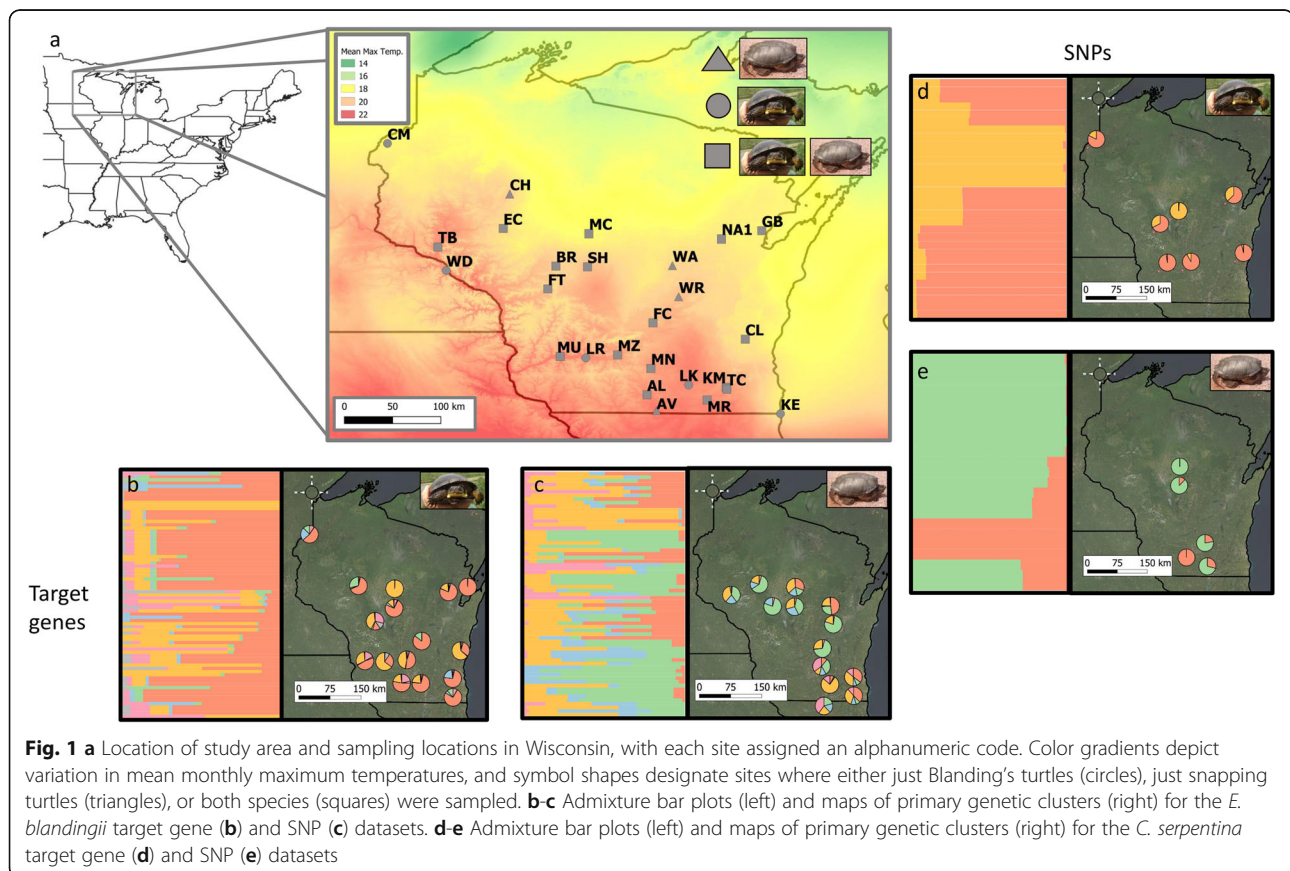 a
Mean Max Temp.
14
16
18
20
22
CM
CH
EC
MC
NA1
GB
TB
WD
BR
SH
WA
FT
WR
FC
CL
MU
LR
MZ
MN
LK
KM
TC
AL
AV
MR
KE
0 50 100 km
SNPs
d
0 75 150 km
e
0 75 150 km
Target
genes
b
0 75 150 km
c
0 75 150 km
Fig. 1 a Location of study area and sampling locations in Wisconsin, with each site assigned an alphanumeric code. Color gradients depict
variation in mean monthly maximum temperatures, and symbol shapes designate sites where either just Blanding's turtles (circles), just snapping
turtles (triangles), or both species (squares) were sampled. b-c Admixture bar plots (left) and maps of primary genetic clusters (right) for the E.
blandingii target gene (b) and SNP (c) datasets. d-e Admixture bar plots (left) and maps of primary genetic clusters (right) for the C. serpentina
target gene (d) and SNP (e) datasets